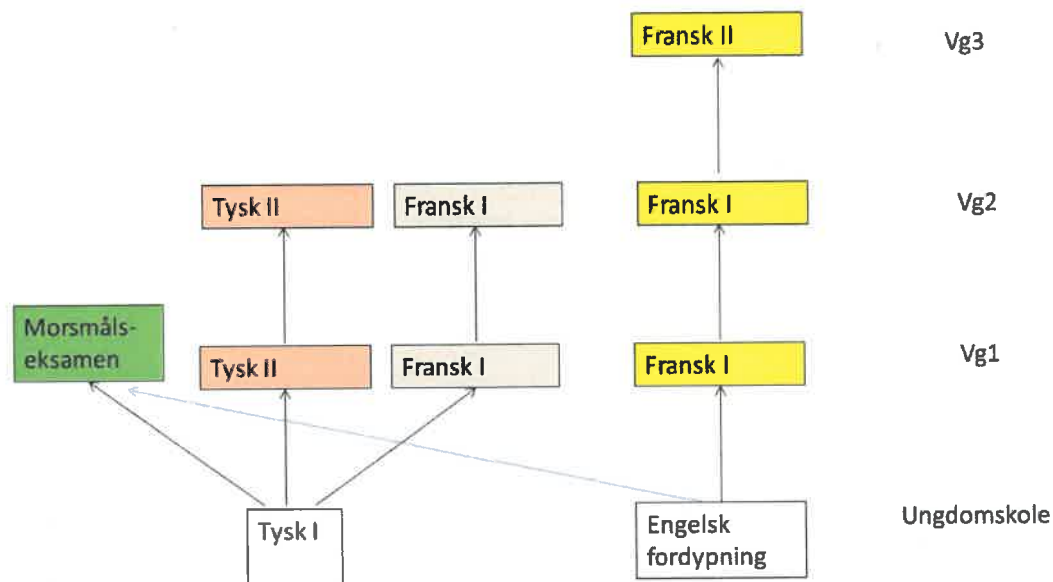 Fransk II
Vg3
Tysk II
Fransk I
Fransk I
Vg2
Morsmåls-
eksamen
Tysk II
Fransk I
Fransk I
Vg1
Tysk I
Engelsk
fordypning
Ungdomskole